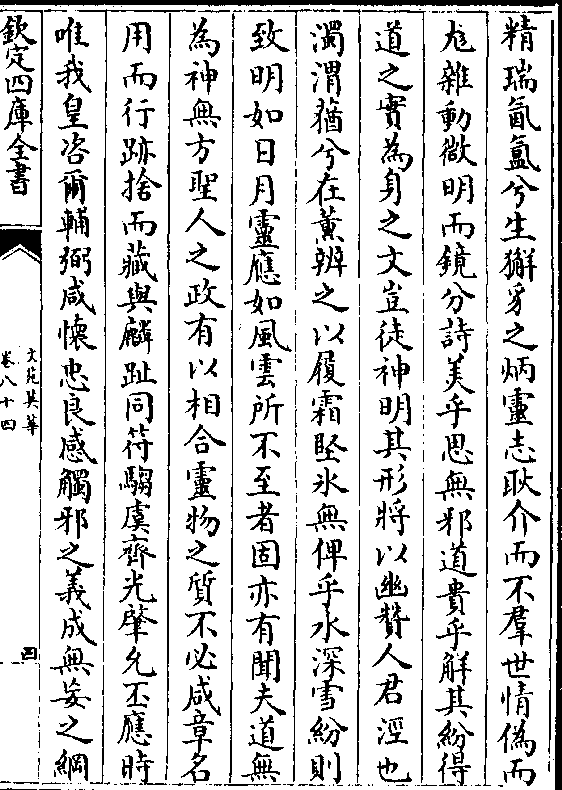 精瑞氤氳兮生獬豸之炳靈志耿介而不羣世情偽而
尨雜動微明而鏡分詩美乎思無邪道貴乎解其紛得
道之實為身之文豈徒神明其形將以幽贊人君涇也
濁渭蕕兮在薫辨之以履霜堅氷無俾乎水深雪紛則
致明如日月靈應如風雲所不至者固亦有聞夫道無
為神無方聖人之政有以相合靈物之質不必咸章名
用而行跡捨而藏與麟趾同符騶虞齊光肇允丕應時
唯我皇咨爾輔弼咸懐忠良感觸邪之義成無妄之綱
欽定四庫全書
文苑英華
卷八十四
四